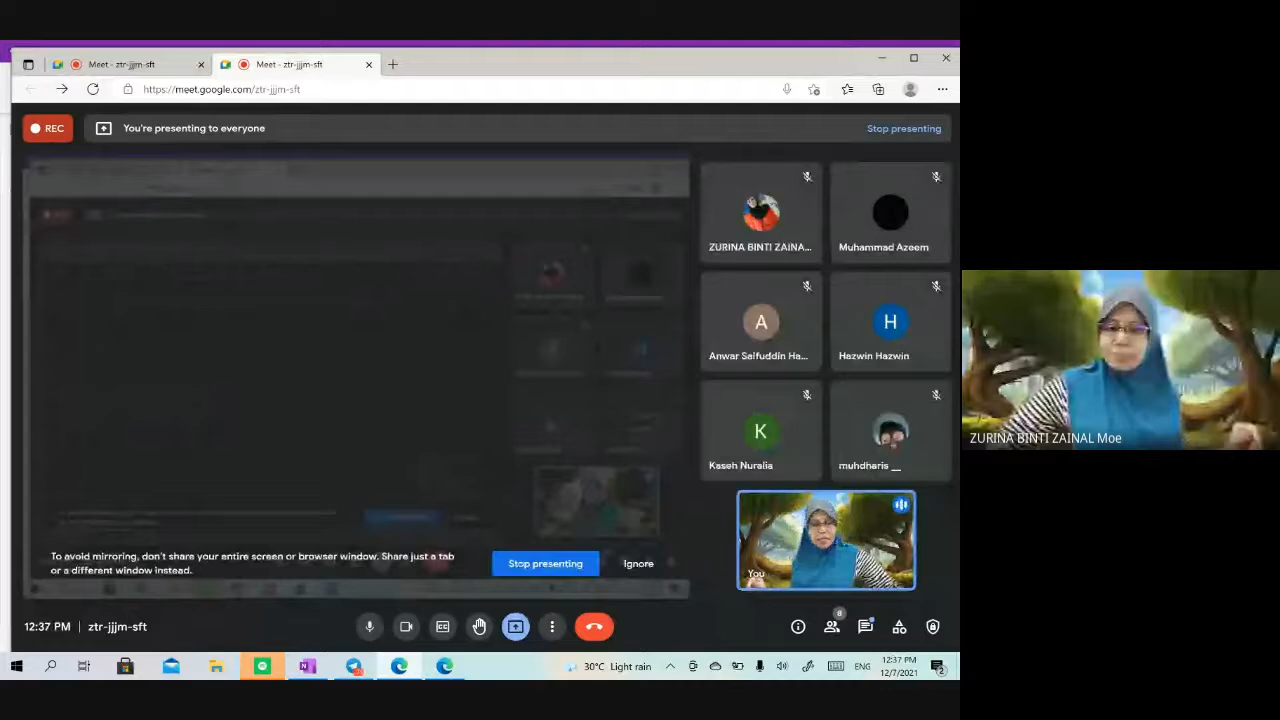 Meet - ztr-jjjm-sft
Meet - ztr-jjjm-sft
https://meet.google.com/ztr-jjjm-sft
REC
You're presenting to everyone
Stop presenting
ZURINA BINTI ZAINA...
Muhammad Azeem
A
H
Anwar Saifuddin Ha...
Hazwin Hazwin
K
Kaseh Nuralia
muhdharis __
ZURINA BINTI ZAINAL Moe
To avoid mirroring, don't share your entire screen or browser window. Share just a tab
or a different window instead.
Stop presenting
Ignore
You
12:37 PM
ztr-jjjm-sft
8
30°C Light rain
ENG
12:37 PM
12/7/2021
2